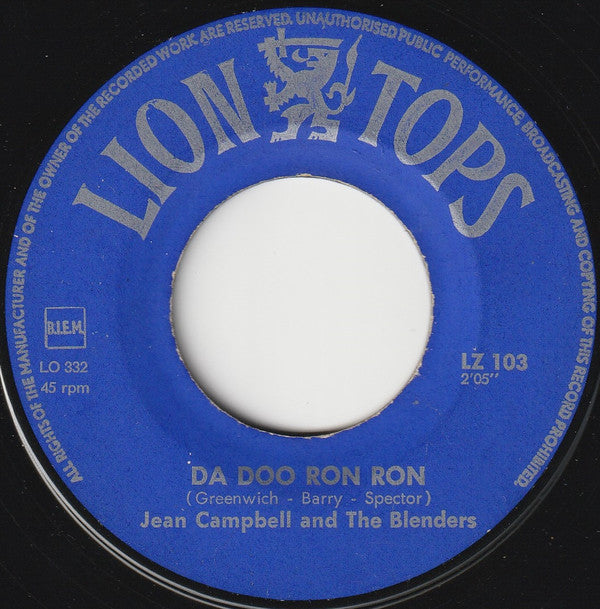 ALL RIGHTS OF THE MANUFACTURER AND OF THE OWNER OF THE RECORDED WORK ARE RESERVED. UNAUTHORISED PUBLIC PERFORMANCE, BROADCASTING AND COPYING OF THIS RECORD PROHIBITED.
LION TOPS
B.I.E.M.
LO 332
45 rpm
LZ 103
2'05"
DA DOO RON RON
(Greenwich - Barry - Spector)
Jean Campbell and The Blenders